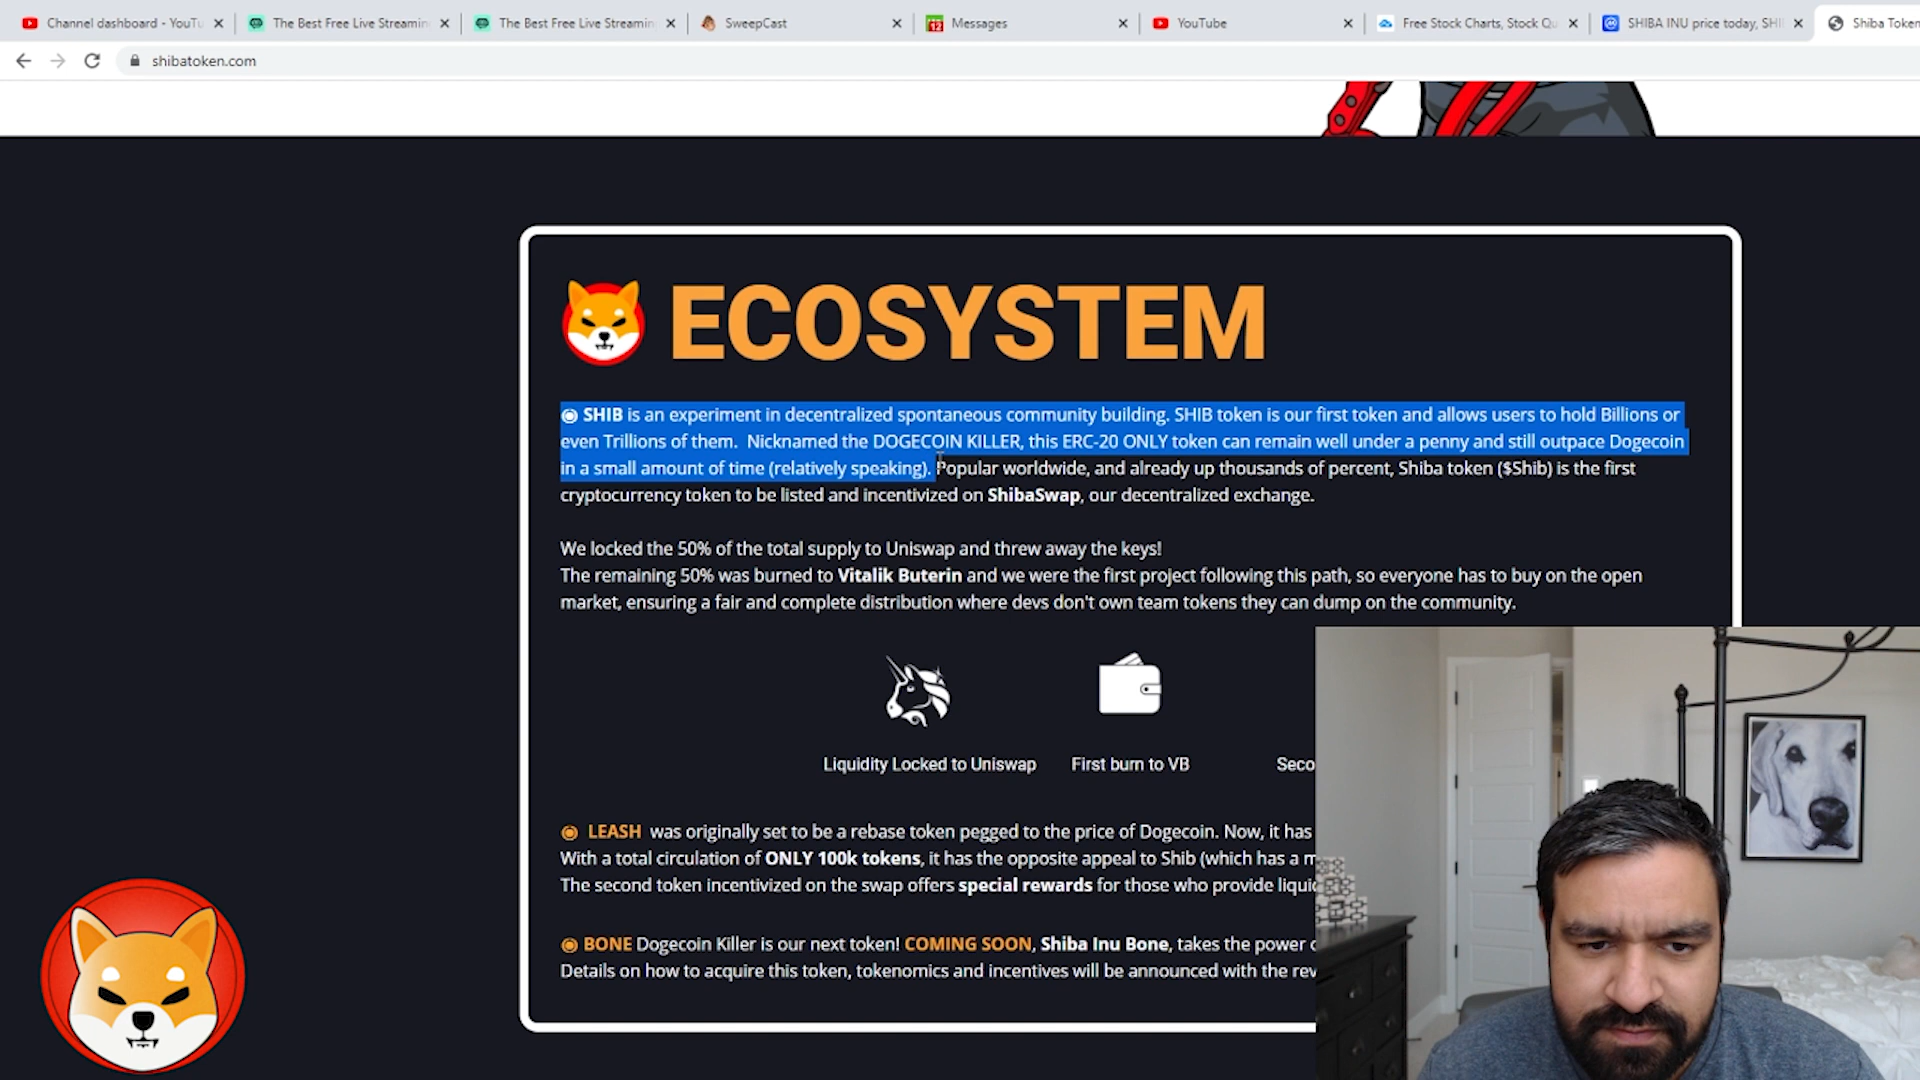 Channel dashboard - YouTu
The Best Free Live Streamin
The Best Free Live Streamin
SweepCast
Messages
YouTube
Free Stock Charts, Stock Qu
SHIBA INU price today, SHI
Shiba Token
shibatoken.com
ECOSYSTEM
SHIB is an experiment in decentralized spontaneous community building. SHIB token is our first token and allows users to hold Billions or
even Trillions of them. Nicknamed the DOGECOIN KILLER, this ERC-20 ONLY token can remain well under a penny and still outpace Dogecoin
in a small amount of time (relatively speaking). Popular worldwide, and already up thousands of percent, Shiba token ($Shib) is the first
cryptocurrency token to be listed and incentivized on ShibaSwap, our decentralized exchange.
We locked the 50% of the total supply to Uniswap and threw away the keys!
The remaining 50% was burned to Vitalik Buterin and we were the first project following this path, so everyone has to buy on the open
market, ensuring a fair and complete distribution where devs don't own team tokens they can dump on the community.
Liquidity Locked to Uniswap
First burn to VB
Seco
LEASH was originally set to be a rebase token pegged to the price of Dogecoin. Now, it has
With a total circulation of ONLY 100k tokens, it has the opposite appeal to Shib (which has a m
The second token incentivized on the swap offers special rewards for those who provide liquid
BONE Dogecoin Killer is our next token! COMING SOON, Shiba Inu Bone, takes the power o
Details on how to acquire this token, tokenomics and incentives will be announced with the rev